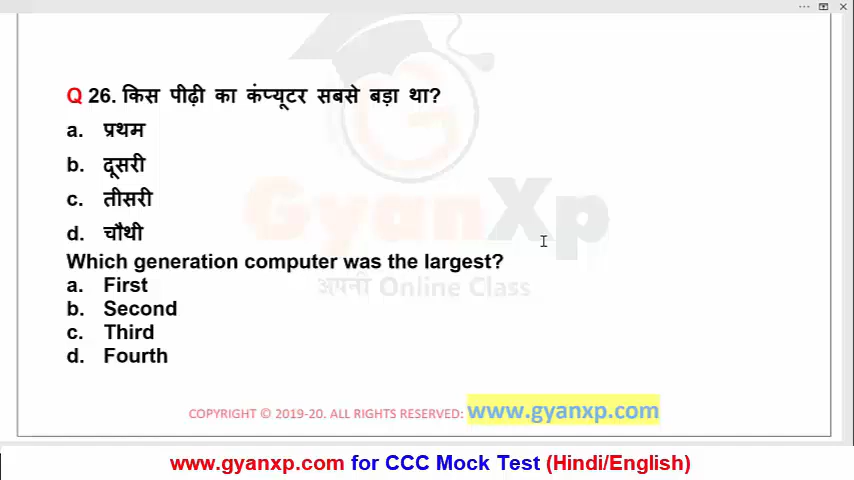 Q 26. किस पीढ़ी का कंप्यूटर सबसे बड़ा था?
a. प्रथम
b. दूसरी
c. तीसरी
d. चौथी
GyanXp
अपनी Online Class
Which generation computer was the largest?
a. First
b. Second
c. Third
d. Fourth
COPYRIGHT © 2019-20. ALL RIGHTS RESERVED: www.gyanxp.com
www.gyanxp.com for CCC Mock Test (Hindi/English)